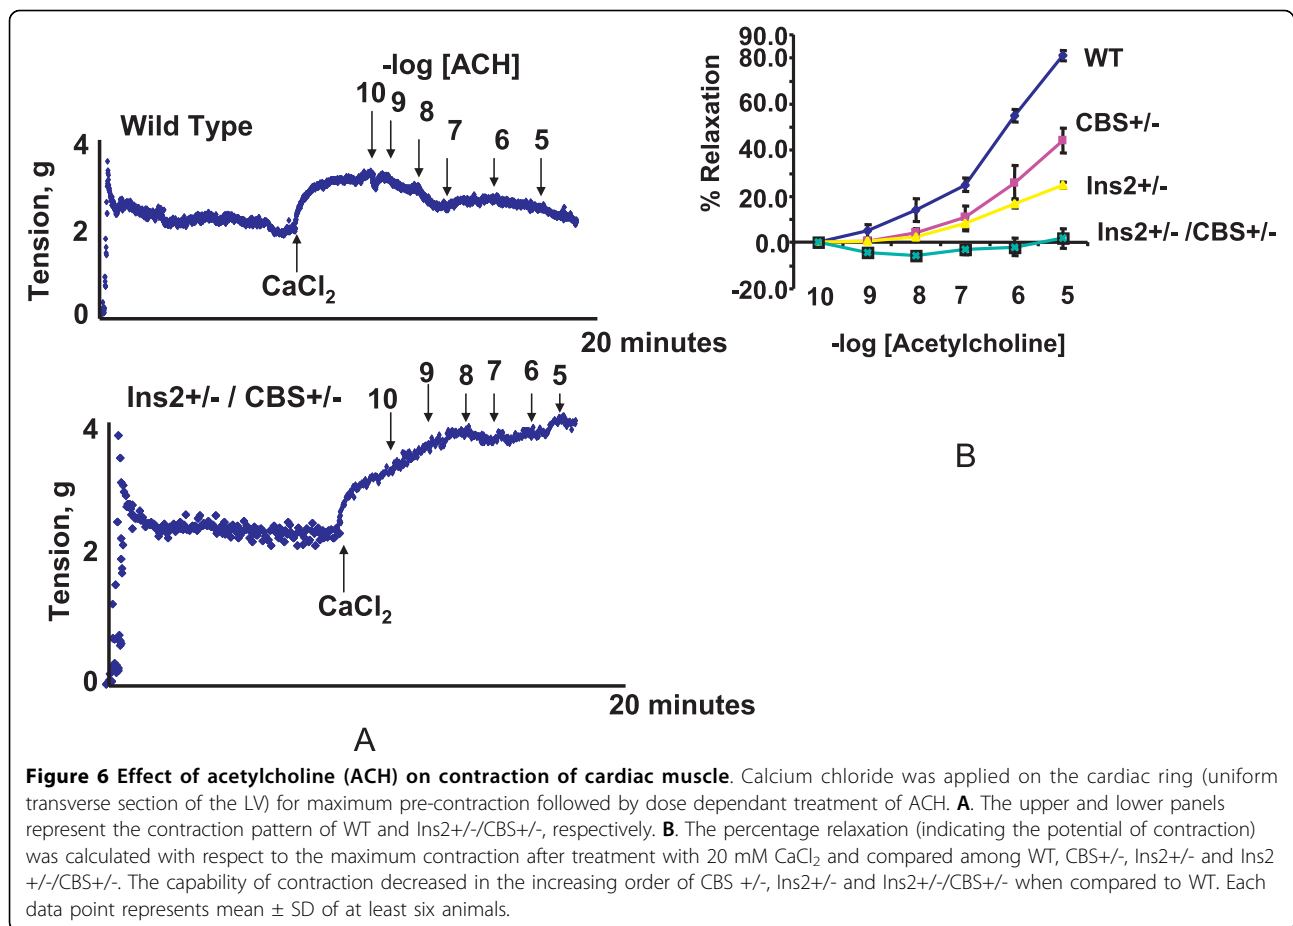 -log [ACH]
10
9
8
7
6
5
Wild Type
4
2
0
Tension, g
CaCl2
20 minutes
Ins2+/- / CBS+/-
10
9
8
7
6
5
4
2
0
Tension, g
CaCl2
20 minutes
A
90.0
80.0
60.0
40.0
20.0
0.0
-20.0
% Relaxation
WT
CBS+/-
Ins2+/-
Ins2+/- /CBS+/-
10 9 8 7 6 5
-log [Acetylcholine]
B
Figure 6 Effect of acetylcholine (ACH) on contraction of cardiac muscle. Calcium chloride was applied on the cardiac ring (uniform
transverse section of the LV) for maximum pre-contraction followed by dose dependant treatment of ACH. A. The upper and lower panels
represent the contraction pattern of WT and Ins2+/-/CBS+/-, respectively. B. The percentage relaxation (indicating the potential of contraction)
was calculated with respect to the maximum contraction after treatment with 20 mM CaCl2 and compared among WT, CBS+/-, Ins2+/- and Ins2
+/-/CBS+/-. The capability of contraction decreased in the increasing order of CBS +/-, Ins2+/- and Ins2+/-/CBS+/- when compared to WT. Each
data point represents mean ± SD of at least six animals.